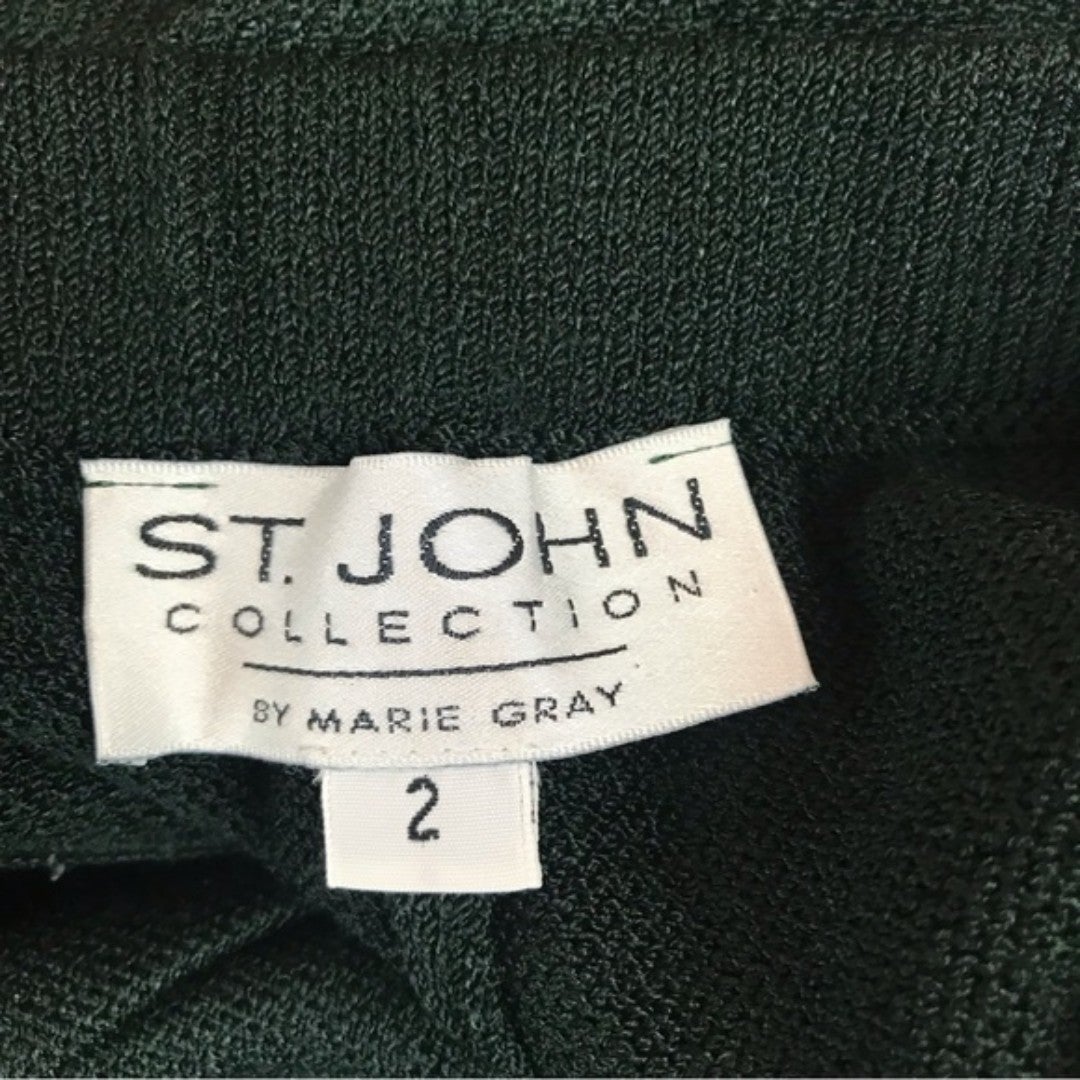 ST. JOHN
COLLECTION
BY MARIE GRAY
2